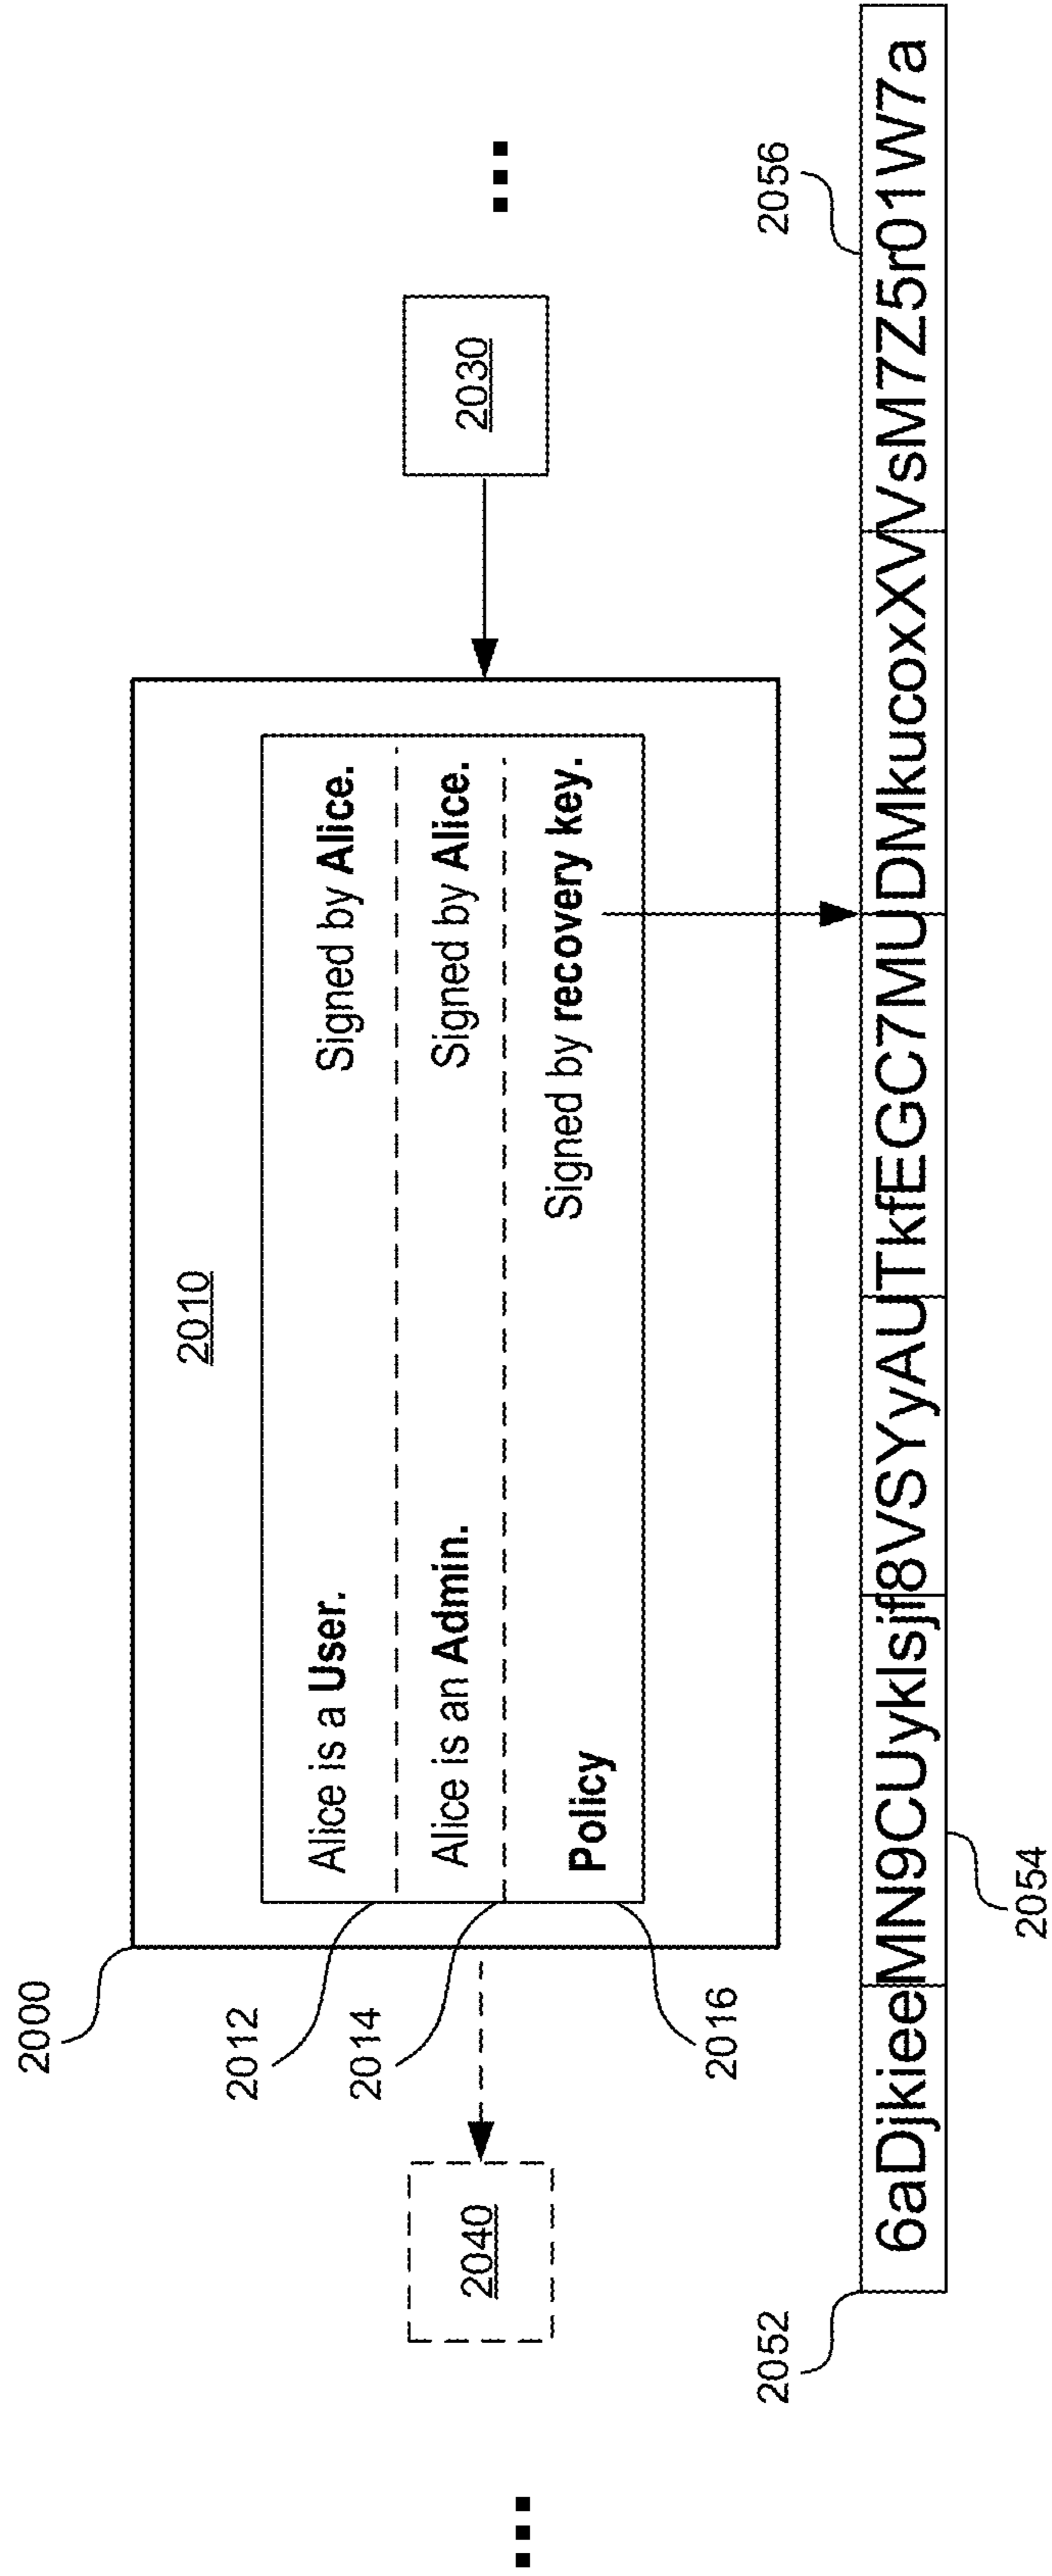 2000
2010
2012
Alice is a User. Signed by Alice.
2014
Alice is an Admin. Signed by Alice.
2040
2030
Policy Signed by recovery key.
2016
2052
2056
6aDjkieeMN9CUyklsjf8VSYyAUTkfEGC7MUDMkucoxXVVsM7Z5r01W7a
2054